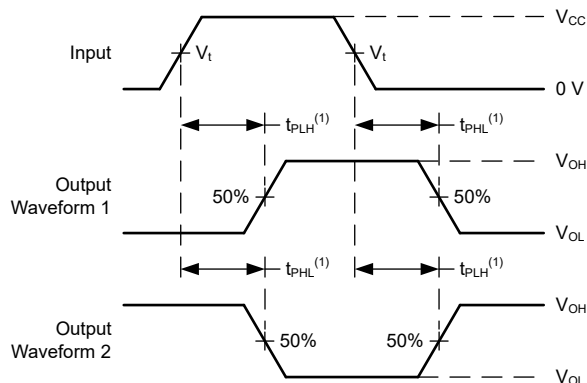 V_CC
Input
V_t
V_t
0 V
t_PLH^(1)
t_PHL^(1)
V_OH
Output
Waveform 1
50%
50%
V_OL
t_PHL^(1)
t_PLH^(1)
V_OH
Output
Waveform 2
50%
50%
V_OL